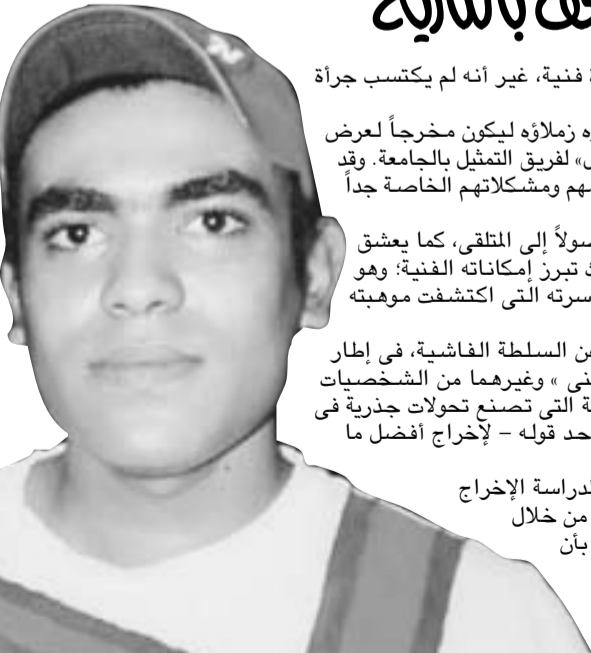 ة فنية، غير أنه لم يكتسب جرأة
زملاؤه ليكون مخرجاً لعرض
» لفريق التمثيل بالجامعة. وقد
هم ومشكلاتهم الخاصة جداً
صولاً إلى المتلقى، كما يعشق
تبرز إمكاناته الفنية؛ وهو
سرته التى اكتشفت موهبته
عن السلطة الفاشية، فى إطار
نى » وغيرهما من الشخصيات
ة التى تصنع تحولات جذرية فى
حد قوله – لإخراج أفضل ما
لدراسة الإخراج
من خلال
بأن